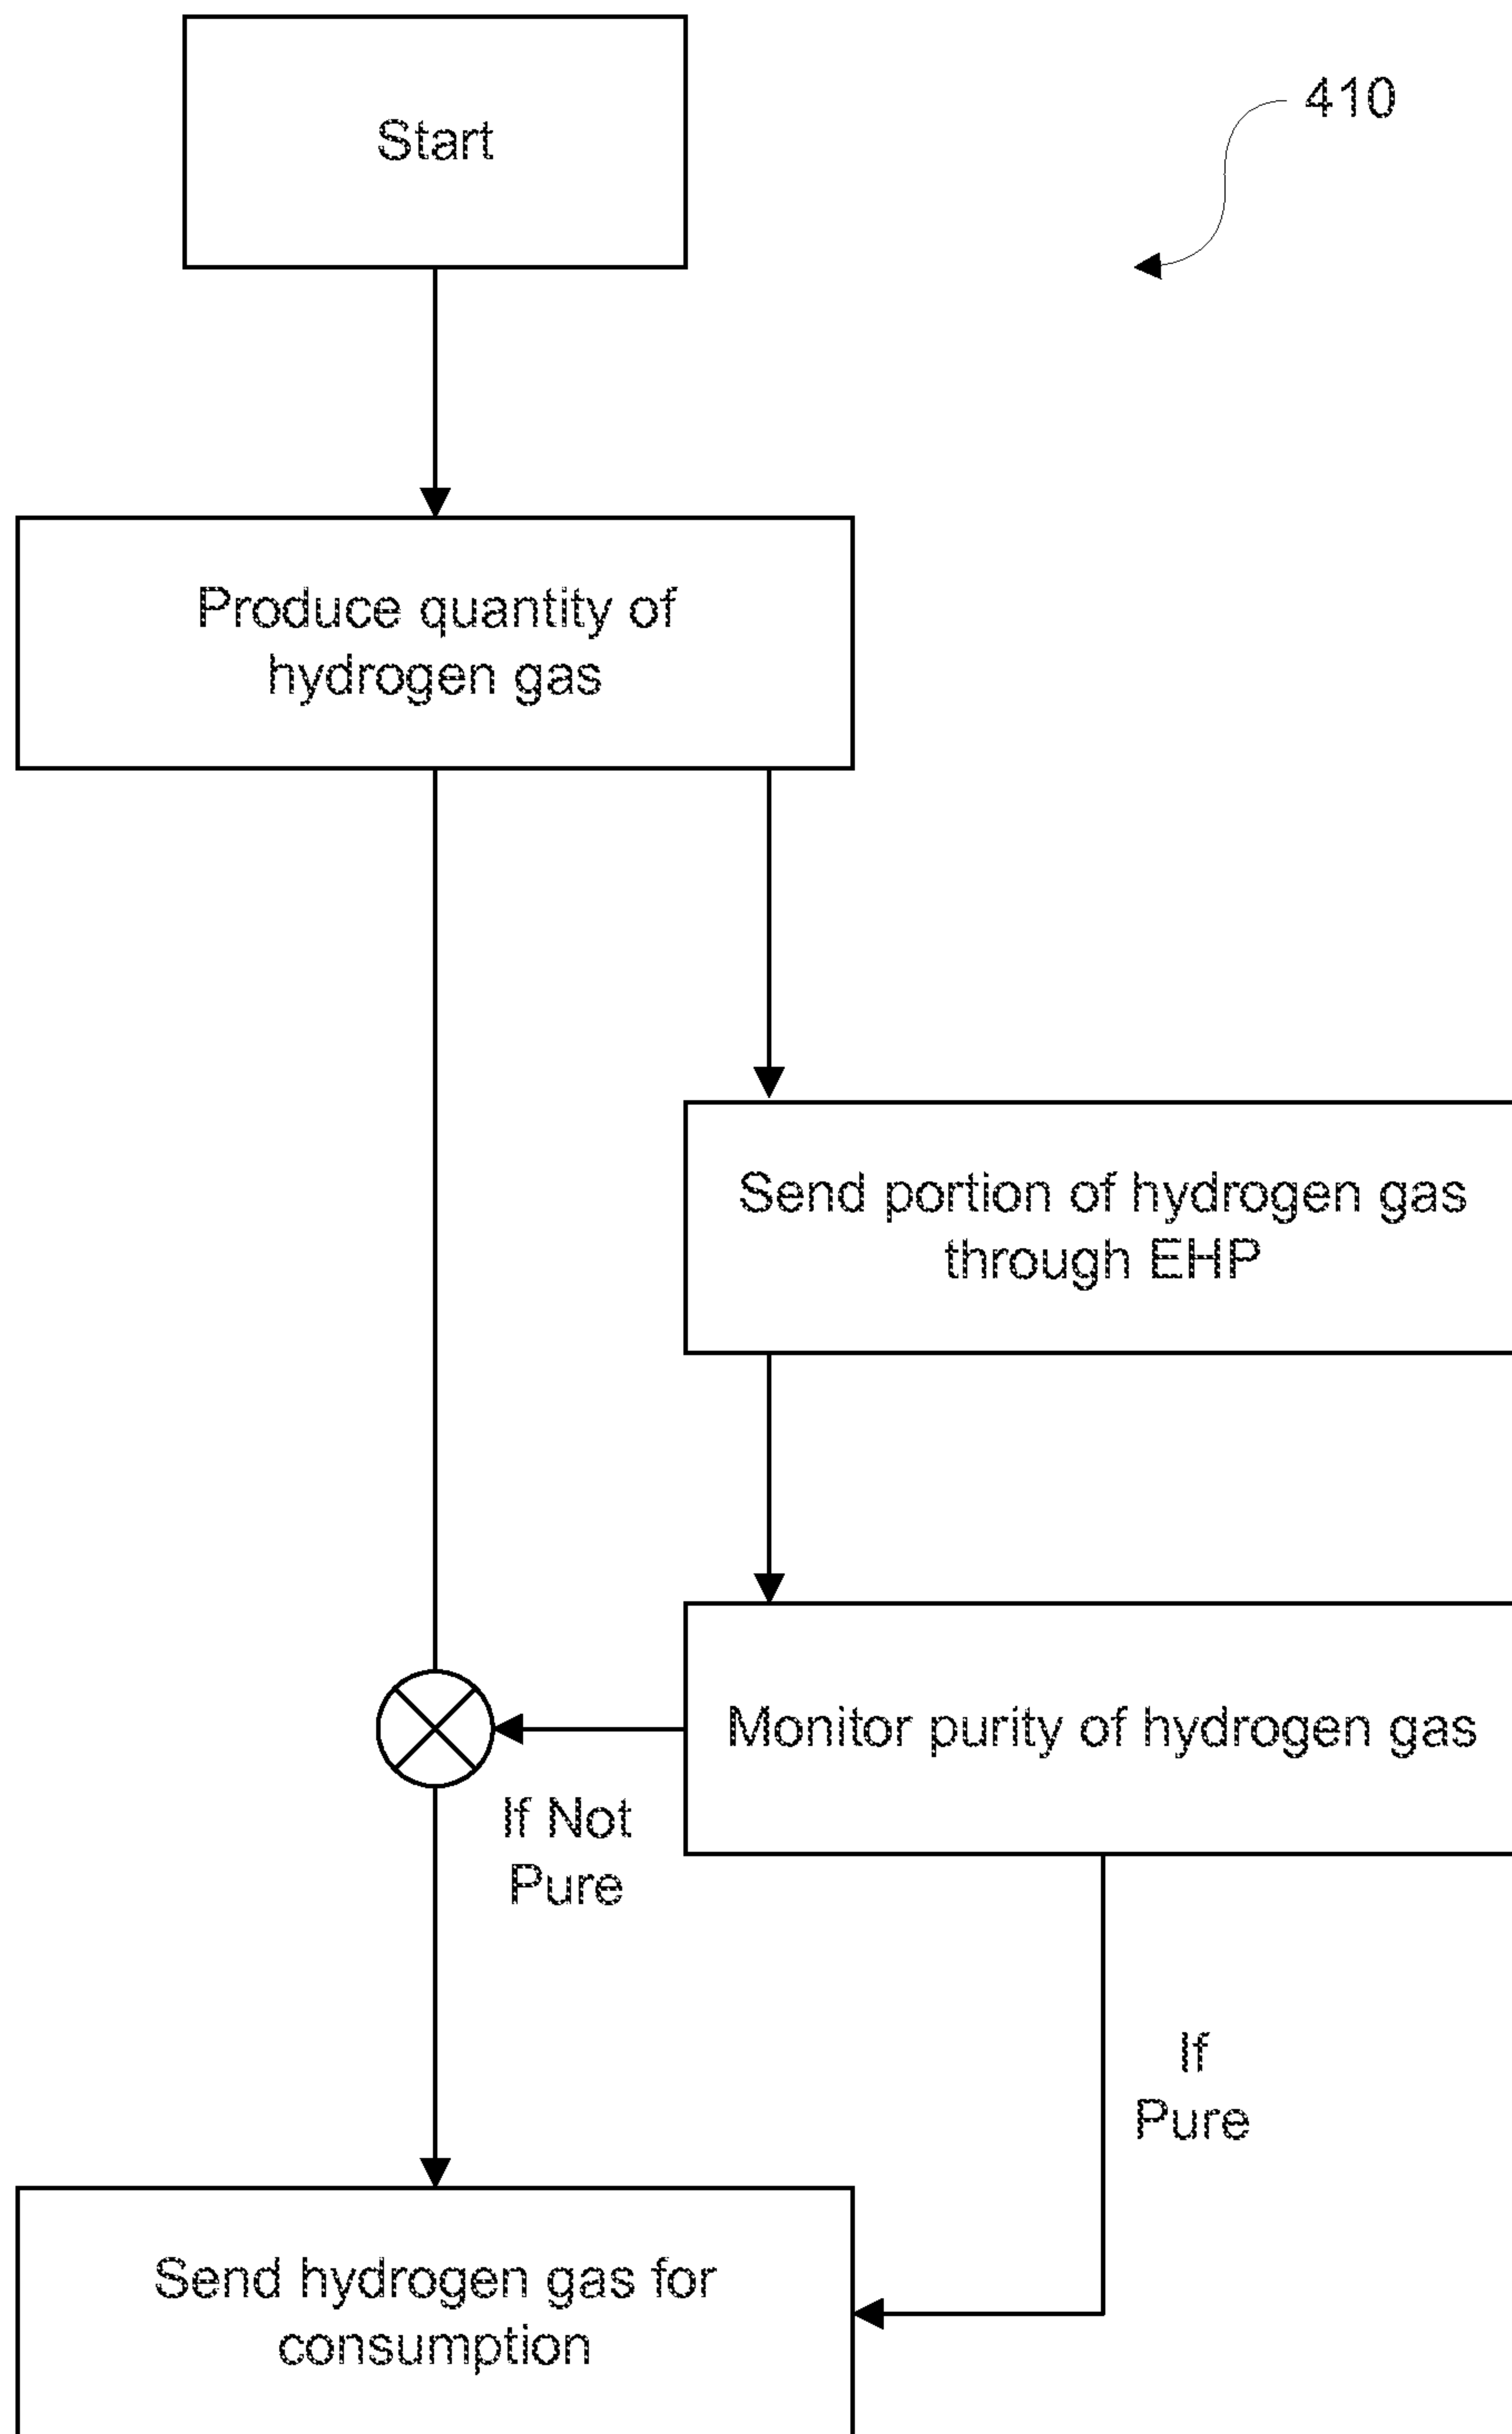 Start
410
Produce quantity of
hydrogen gas
Send portion of hydrogen gas
through EHP
Monitor purity of hydrogen gas
If Not
Pure
If
Pure
Send hydrogen gas for
consumption